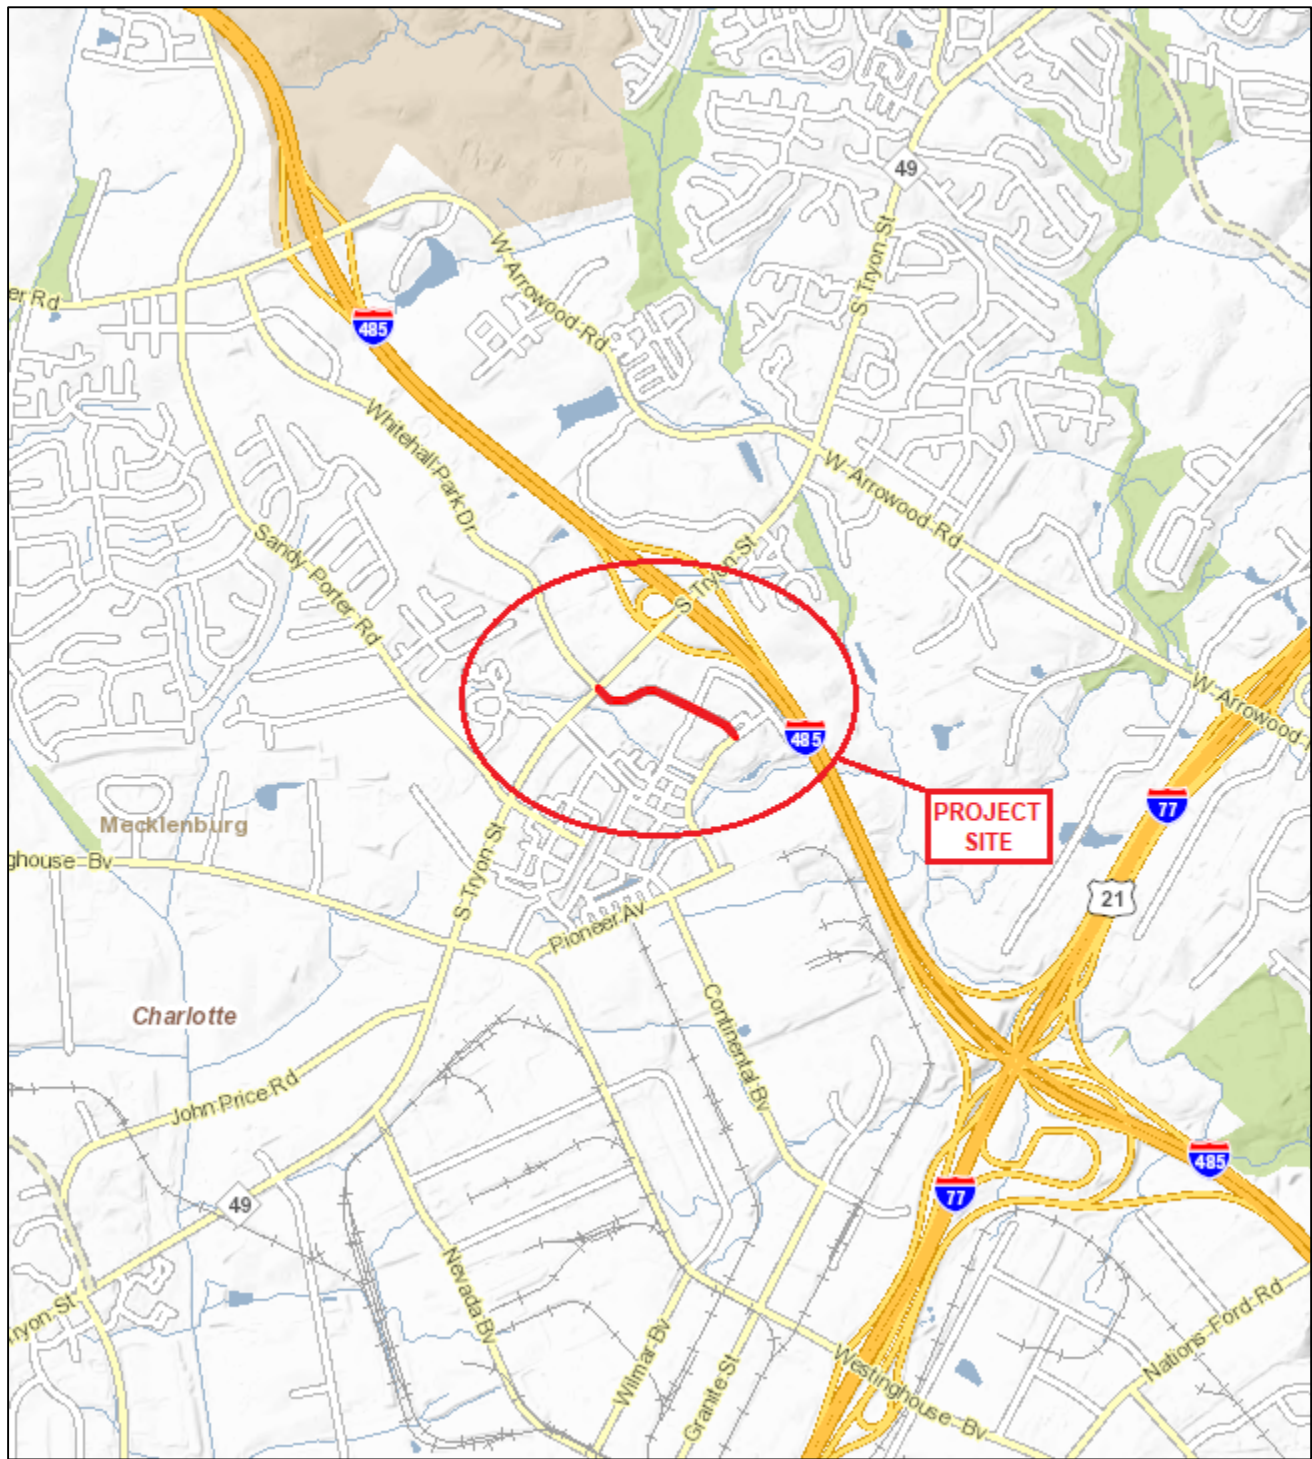 49
S Tryon St
er Rd
W Arrowood Rd
485
Whitehall Park Dr
W Arrowood Rd
Sandy Porter Rd
S Tryon St
W Arrowood
485
PROJECT
SITE
77
Mecklenburg
ghouse Bv
21
S Tryon St
Pioneer Av
Charlotte
Continental Bv
John Price Rd
485
77
49
Nevada Bv
Wilmar Bv
Granite St
Westinghouse Bv
Nations Ford Rd
ryon St